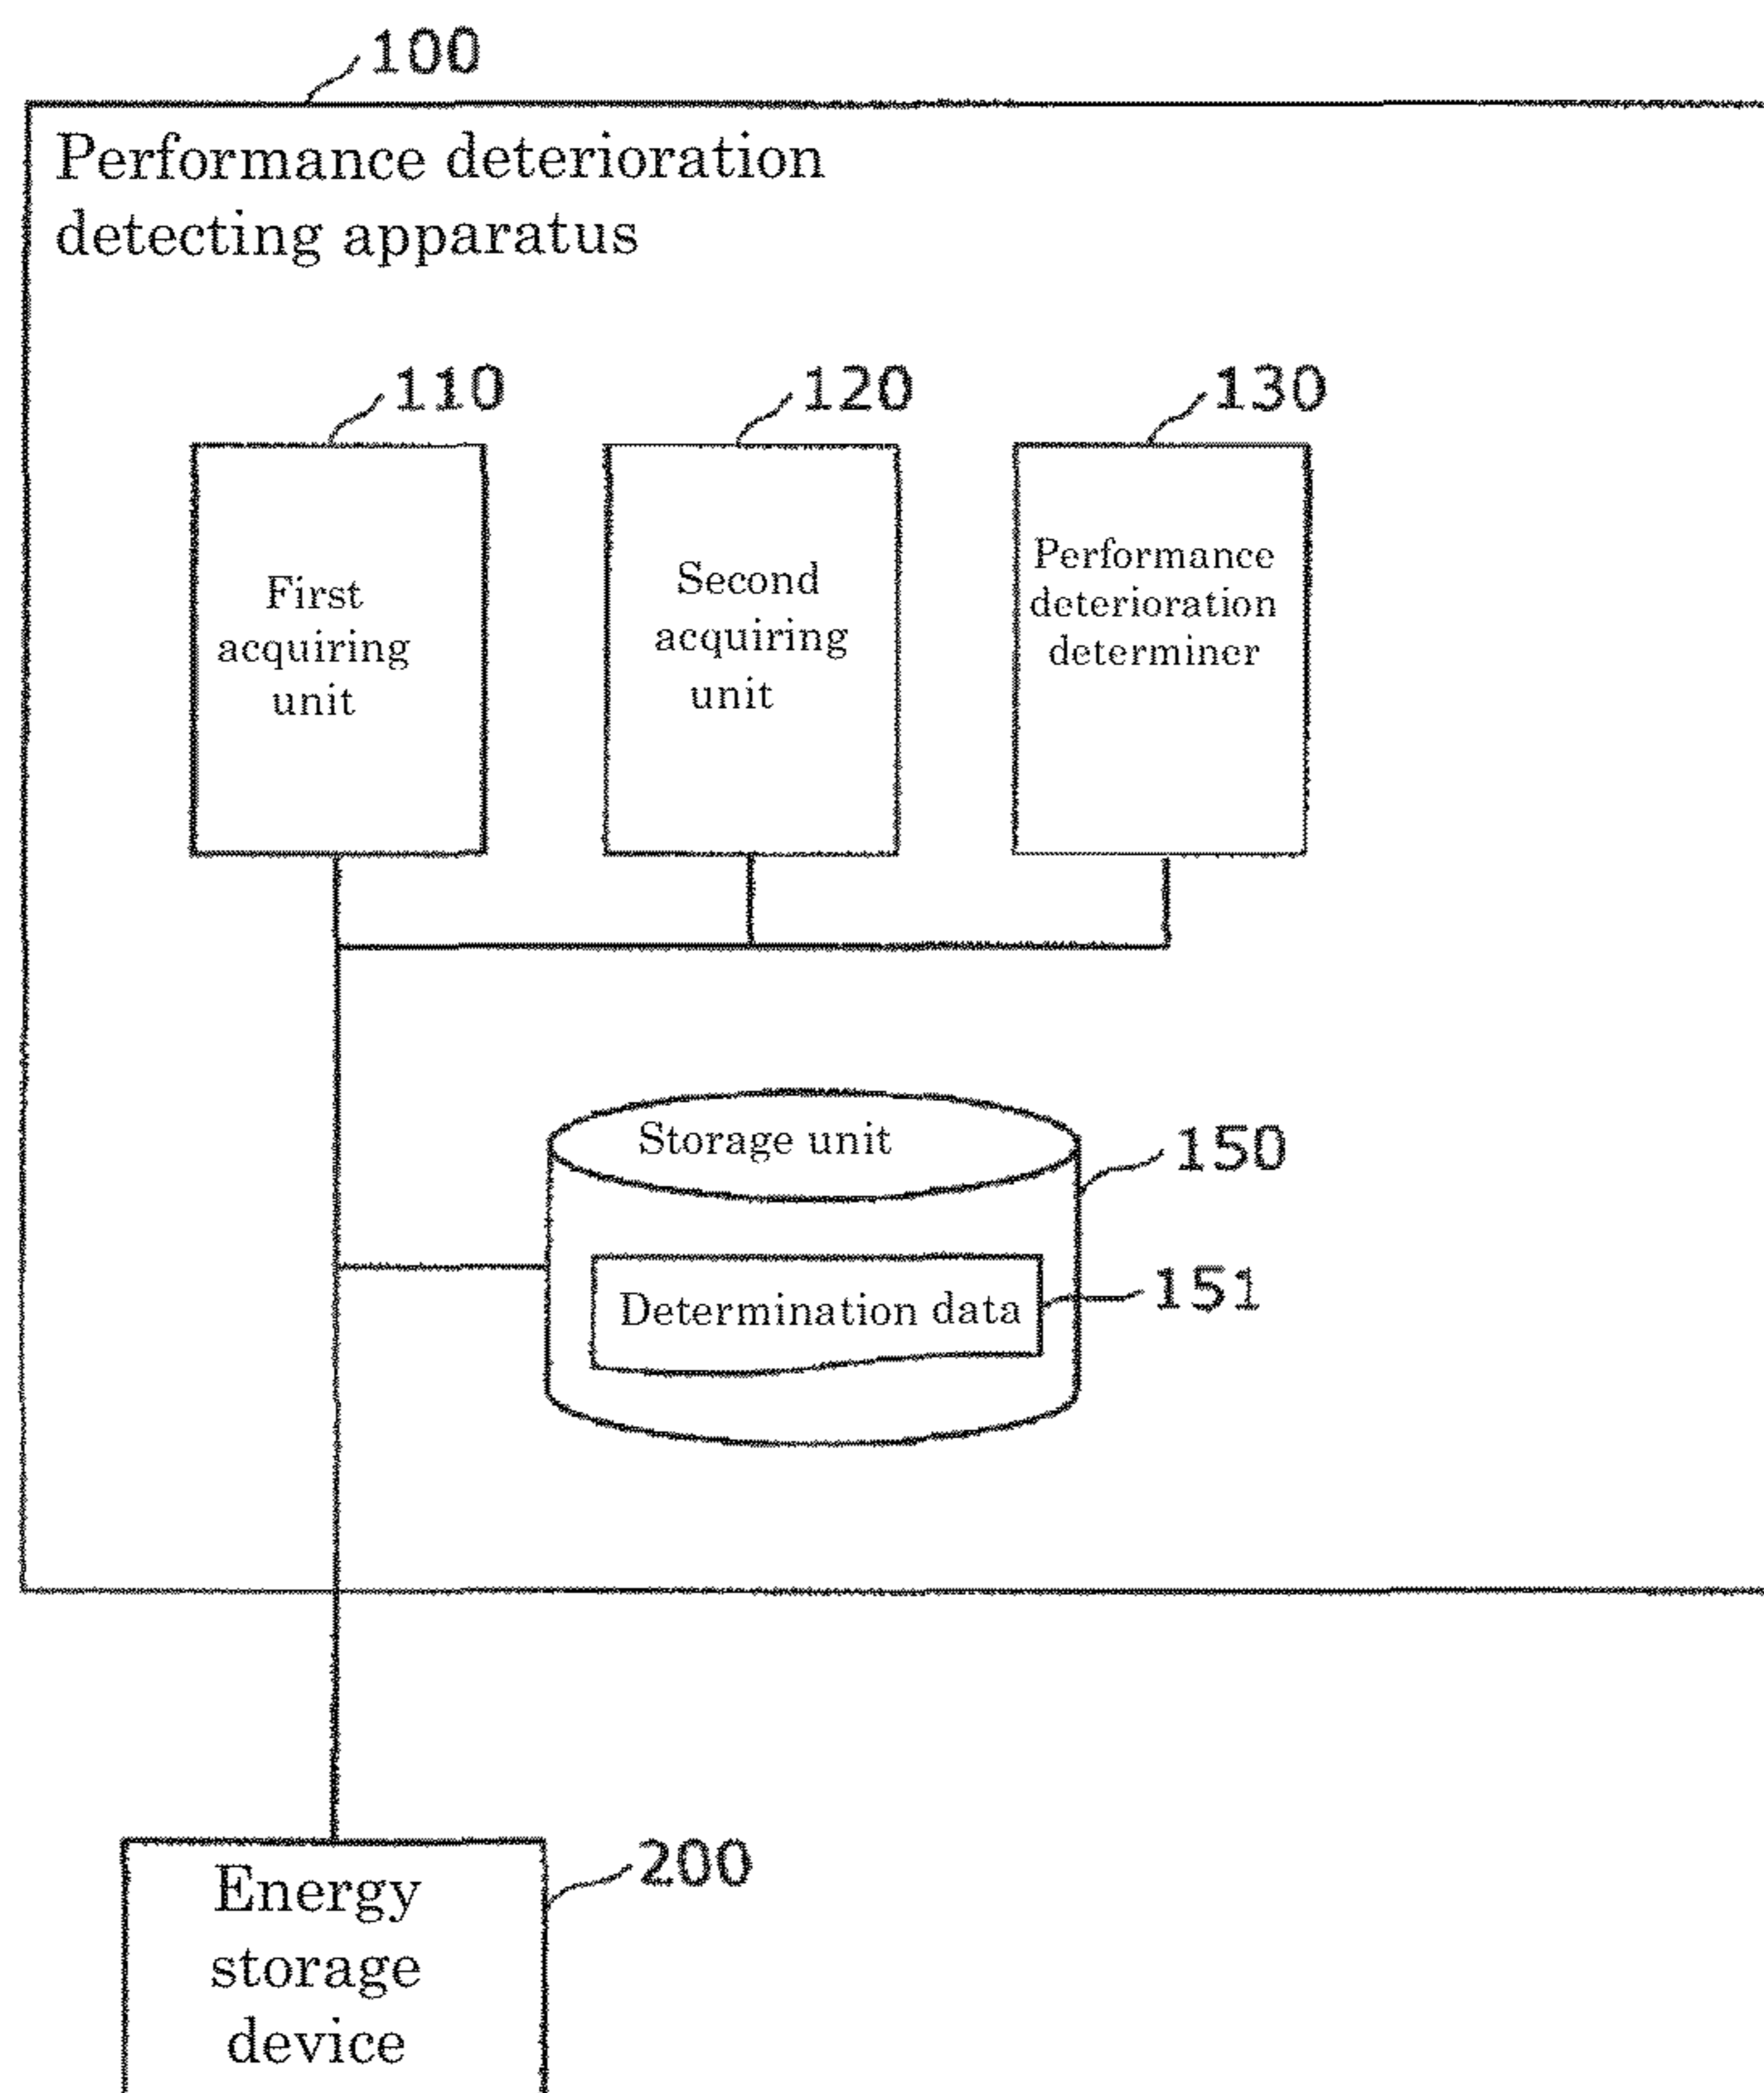 100
Performance deterioration
detecting apparatus
110
120
130
First
acquiring
unit
Second
acquiring
unit
Performance
deterioration
determiner
Storage unit
150
Determination data
151
200
Energy
storage
device